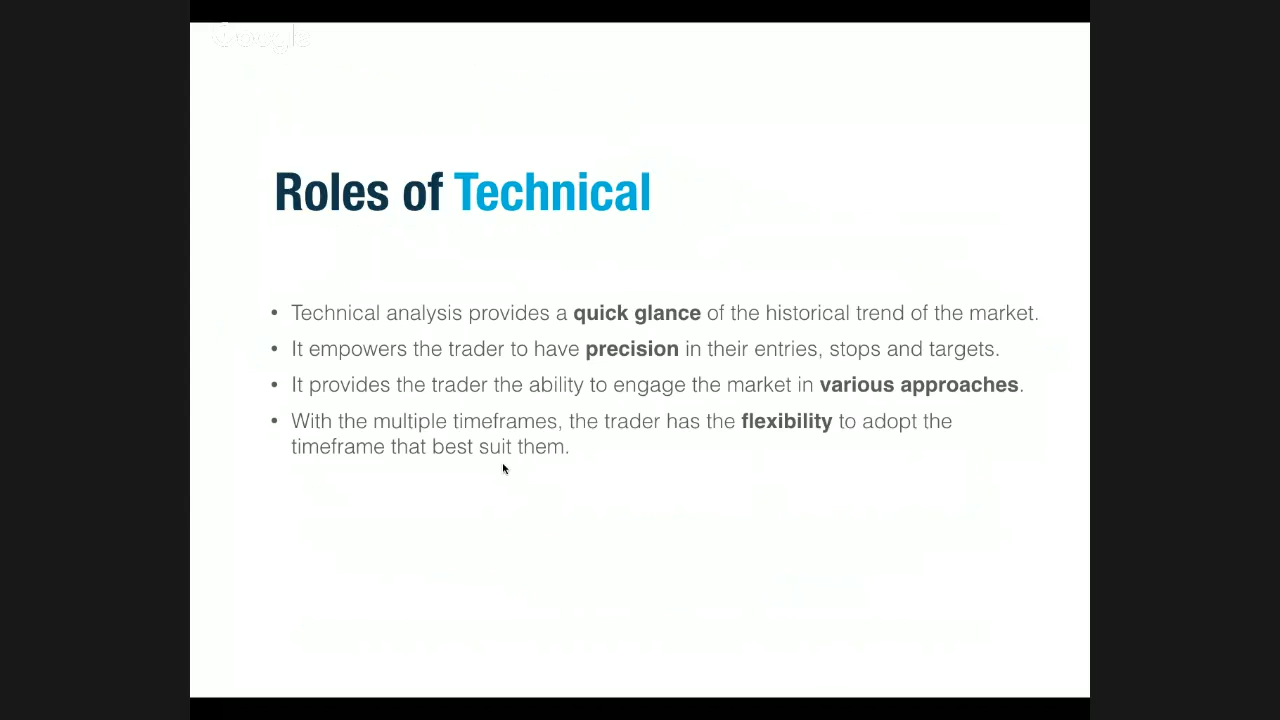 Google
Roles of Technical
• Technical analysis provides a quick glance of the historical trend of the market.
• It empowers the trader to have precision in their entries, stops and targets.
• It provides the trader the ability to engage the market in various approaches.
• With the multiple timeframes, the trader has the flexibility to adopt the
timeframe that best suit them.